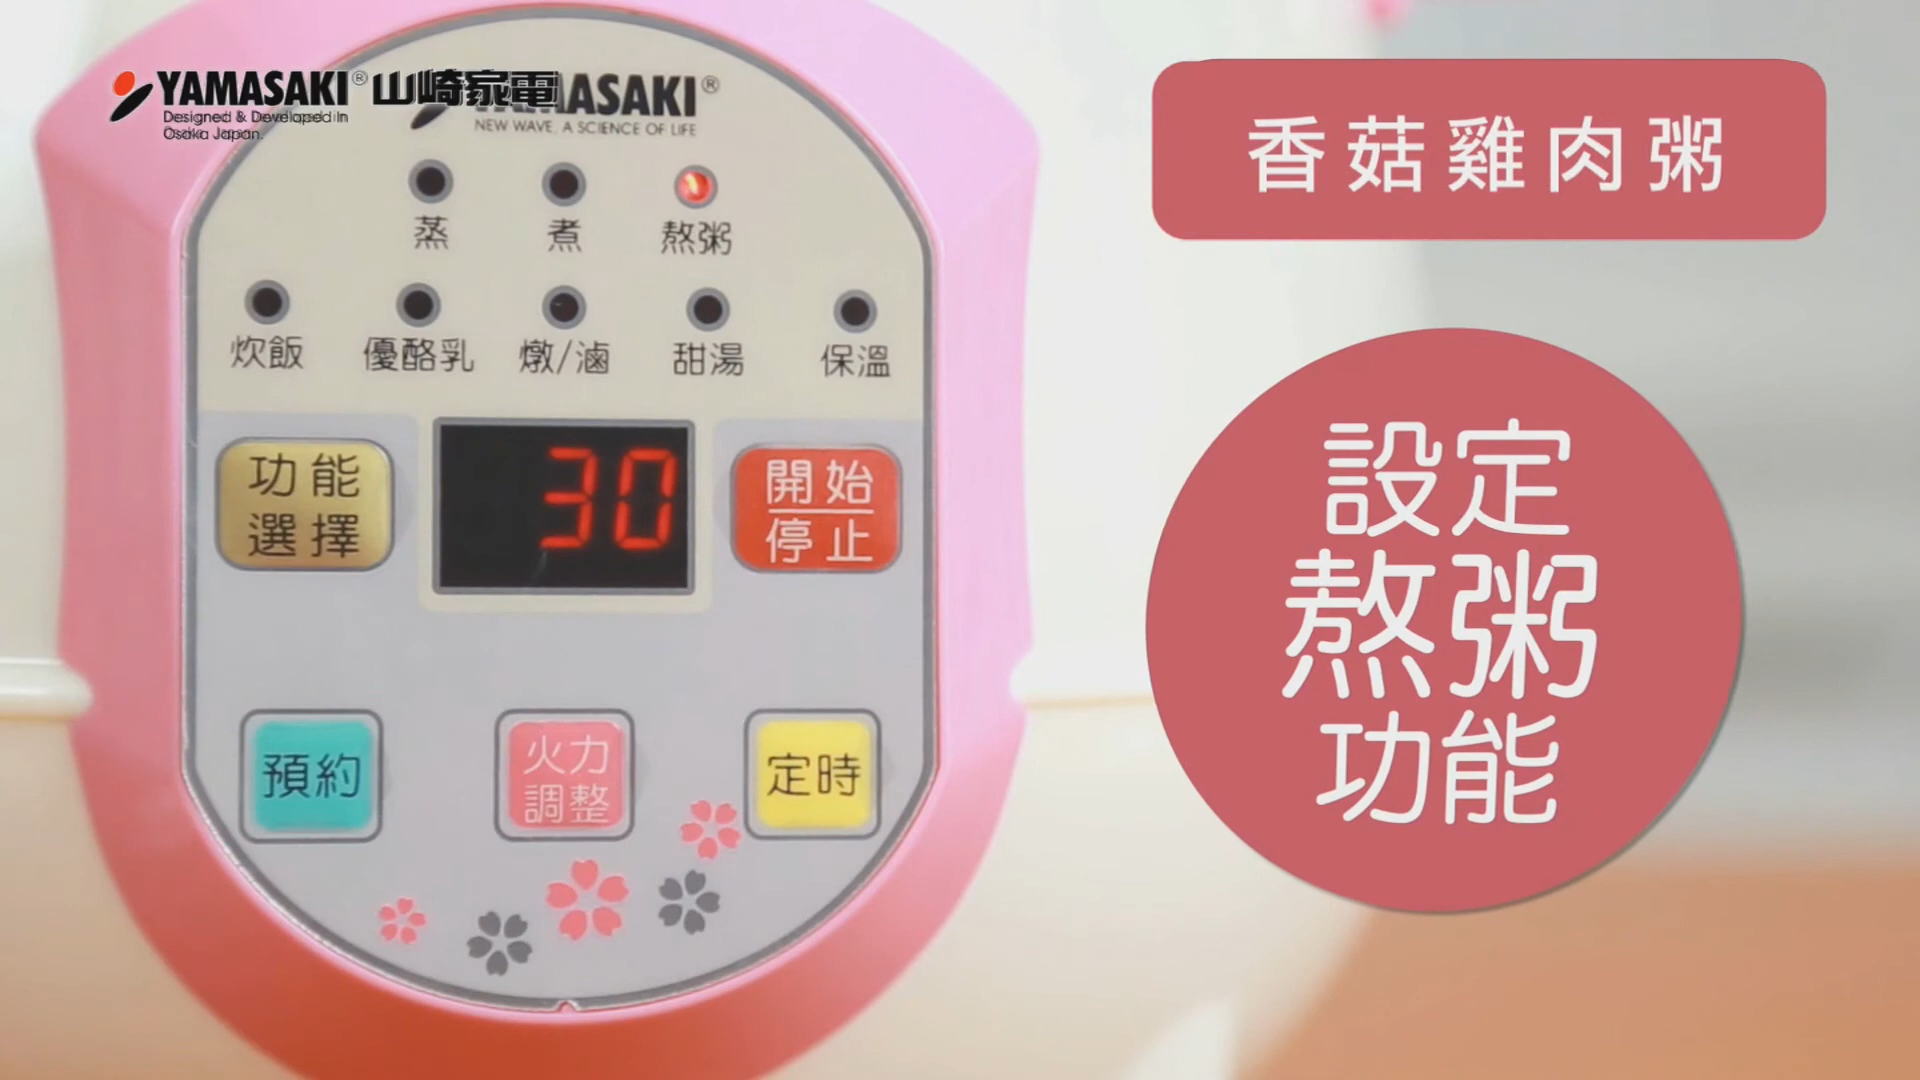 YAMASAKI® 山崎家電
Designed & Developed In
Osaka Japan.
ASAKI®
NEW WAVE, A SCIENCE OF LIFE
香菇雞肉粥
蒸 煮 熬粥
炊飯 優酪乳 燉/滷 甜湯 保溫
功能
選擇
30
開始
停止
設定
熬粥
功能
預約
火力
調整
定時